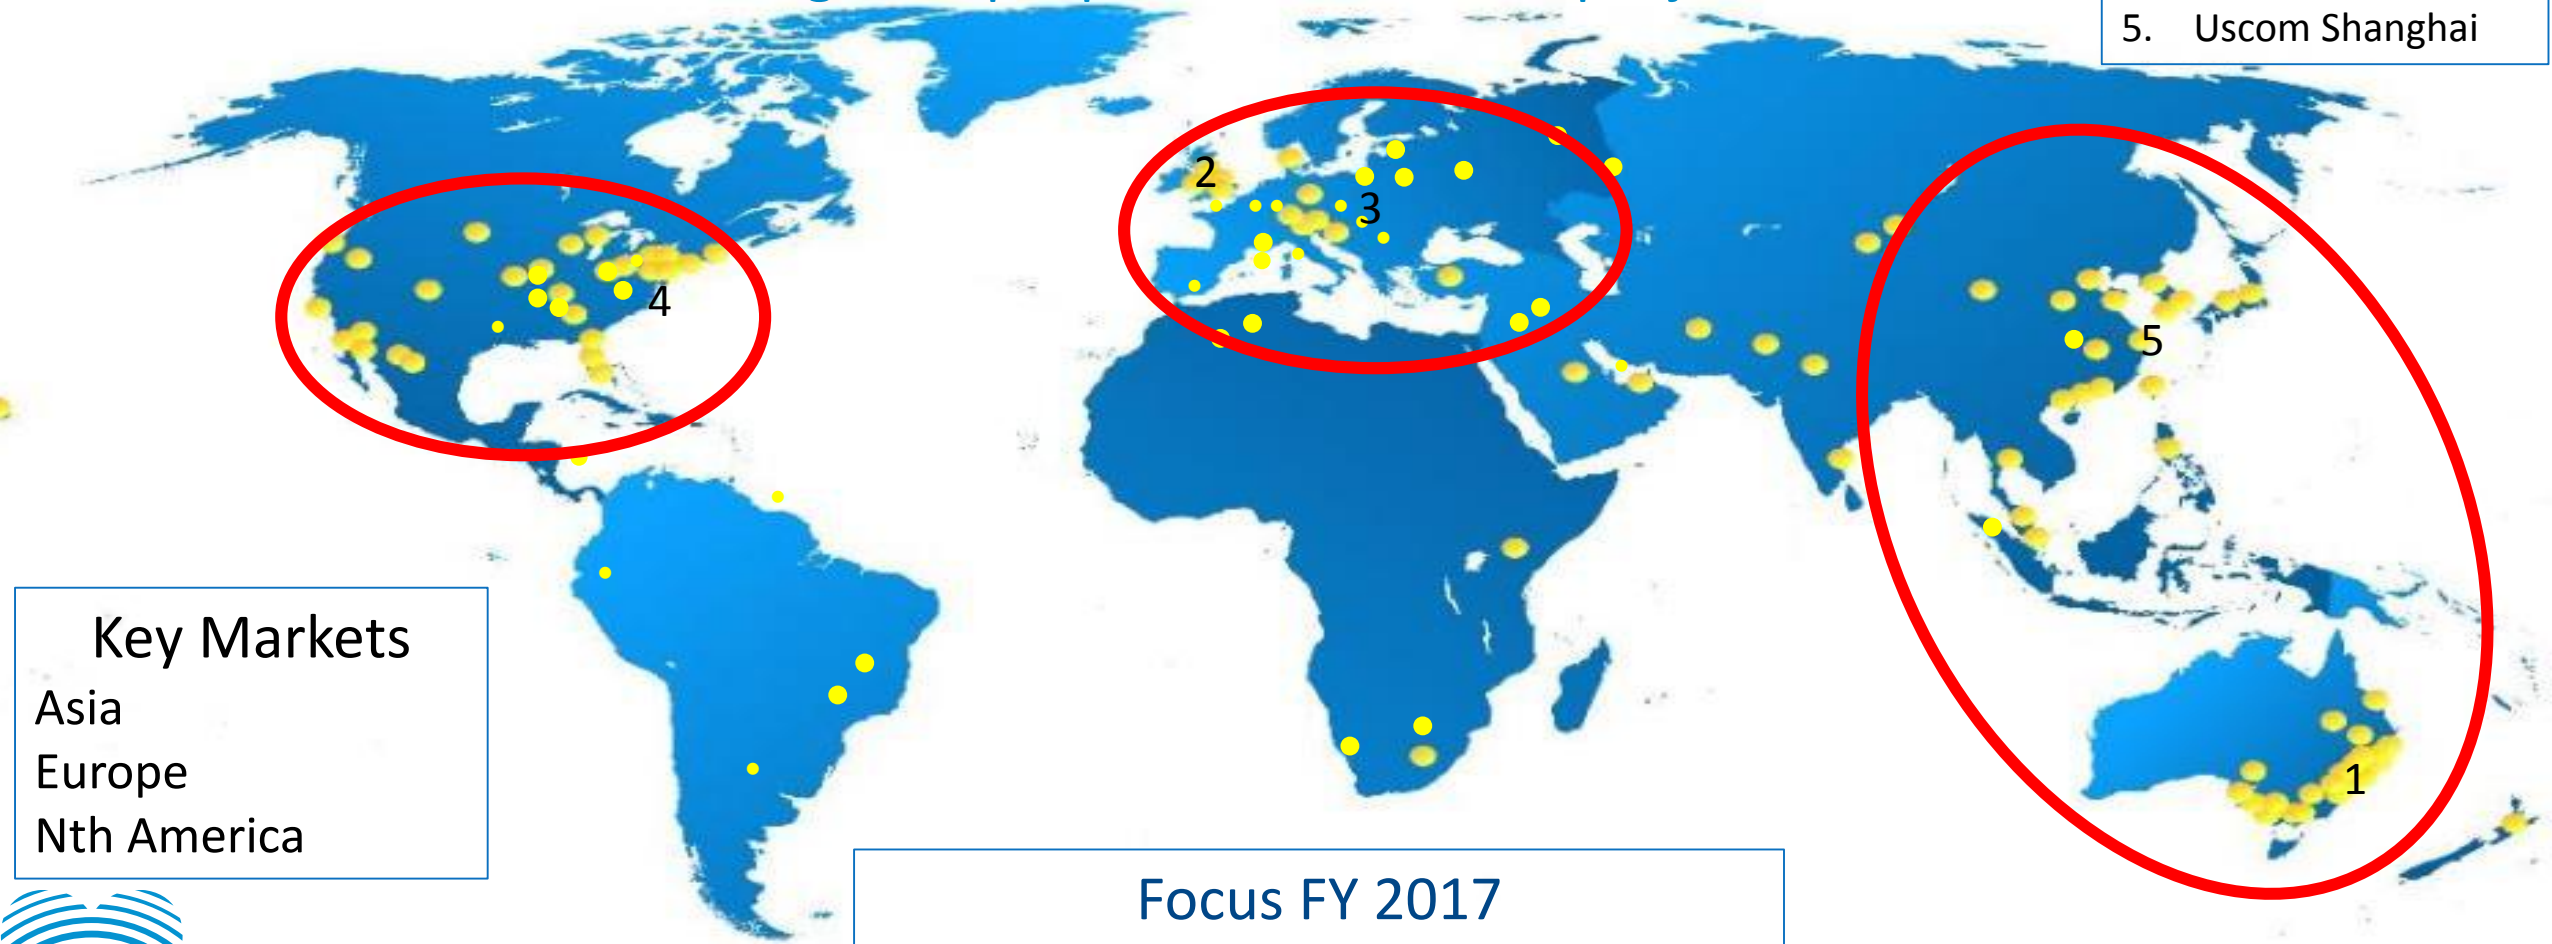 5. Uscom Shanghai
2
3
4
5
1
Key Markets
Asia
Europe
Nth America
Focus FY 2017